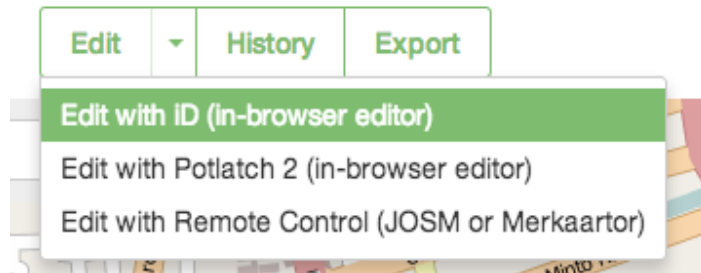 Edit History Export
Edit with iD (in-browser editor)
Edit with Potlatch 2 (in-browser editor)
Edit with Remote Control (JOSM or Merkaartor)
Minto